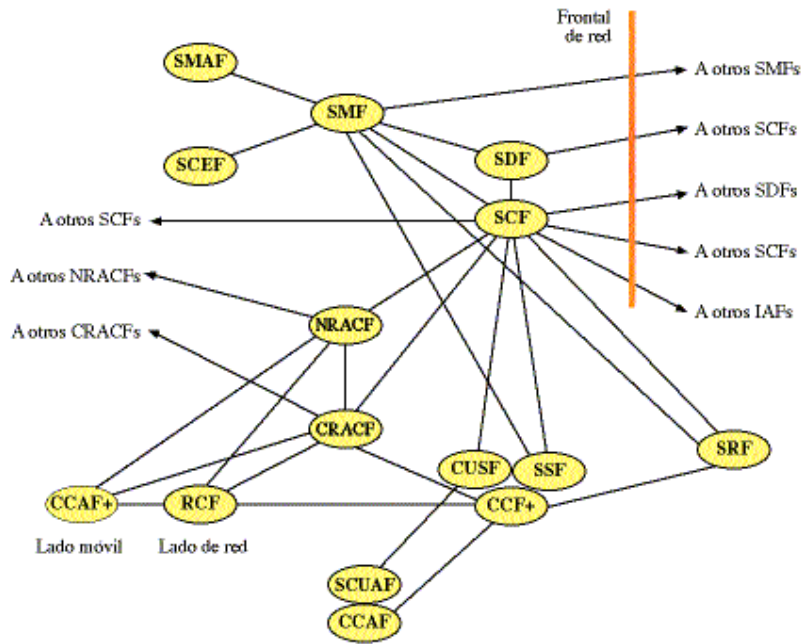 Frontal
de red
SMAF
A otros SMFs
SMF
A otros SCFs
SCEF
SDF
A otros SDFs
A otros SCFs
SCF
A otros SCFs
A otros NRACFs
A otros IAFs
NRACF
A otros CRACFs
CRACF
SRF
CUSF
SSF
CCAF+
RCF
CCF+
Lado móvil
Lado de red
SCUAF
CCAF